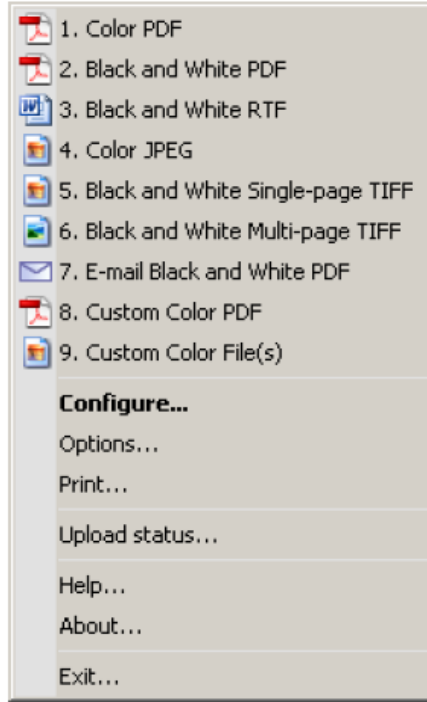 1. Color PDF
2. Black and White PDF
3. Black and White RTF
4. Color JPEG
5. Black and White Single-page TIFF
6. Black and White Multi-page TIFF
7. E-mail Black and White PDF
8. Custom Color PDF
9. Custom Color File(s)
Configure...
Options...
Print...
Upload status...
Help...
About...
Exit...